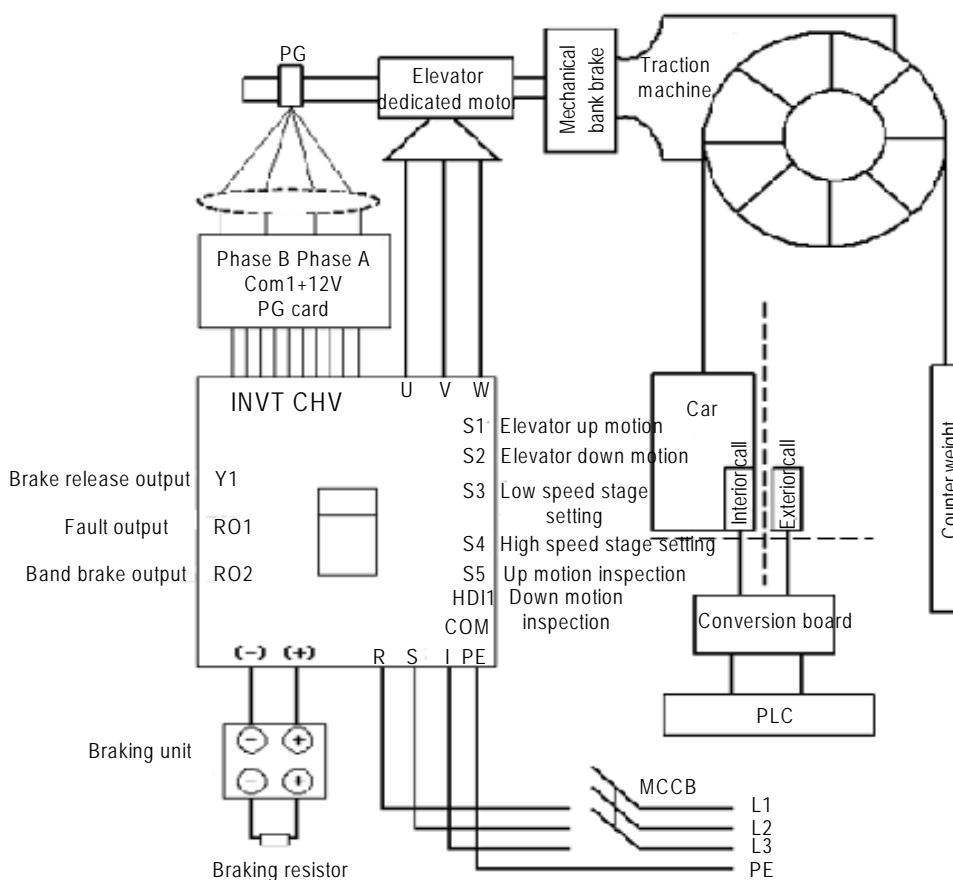 PG
Elevator
dedicated moto
Mechanical
bank brake
Traction
machine
Phase B Phase A
Com1+12V
PG card
INVT CHV
U V W
Car
Interior call
Exterior call
Counter weight
S1 Elevator up motion
S2 Elevator down motion
Brake release output Y1
S3 Low speed stage
setting
Fault output RO1
S4 High speed stage setting
Band brake output RO2
S5 Up motion inspection
HDI1 Down motion
inspection
COM
Conversion board
(-) (+) R S I PE
PLC
- +
Braking unit
- +
MCCB
L1
L2
L3
PE
Braking resistor